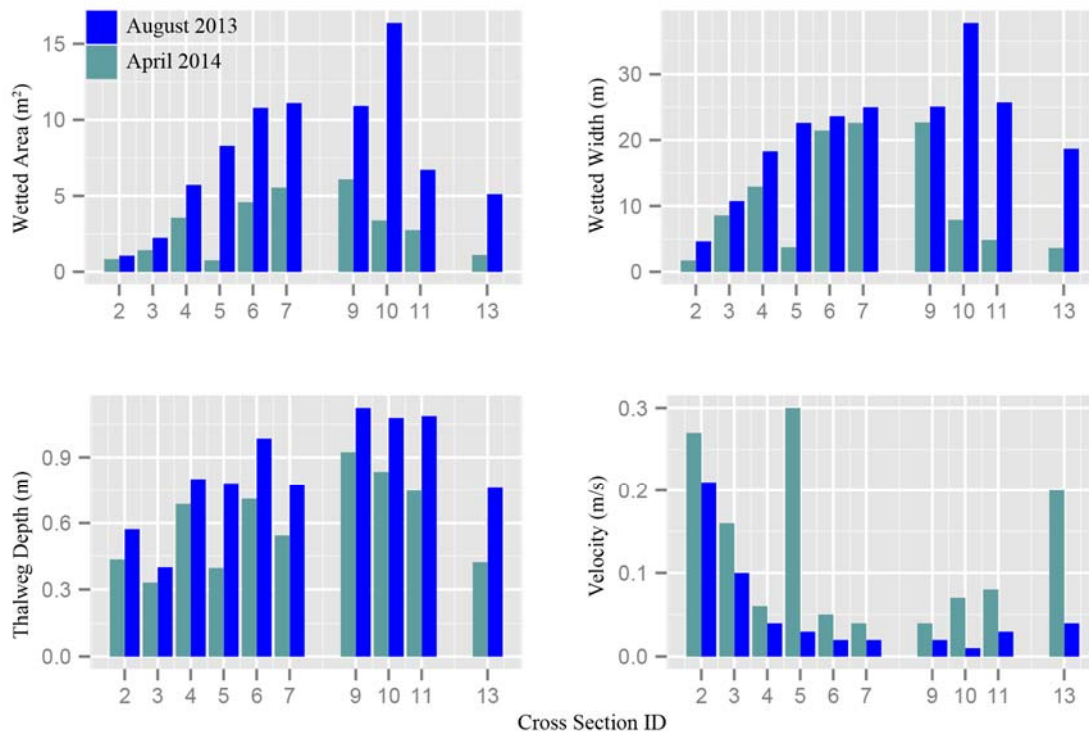 August 2013
April 2014
Wetted Area (m²)
15
10
5
0
2 3 4 5 6 7 9 10 11 13
Wetted Width (m)
30
20
10
0
2 3 4 5 6 7 9 10 11 13
Thalweg Depth (m)
0.9
0.6
0.3
0.0
2 3 4 5 6 7 9 10 11 13
Velocity (m/s)
0.3
0.2
0.1
0.0
2 3 4 5 6 7 9 10 11 13
Cross Section ID